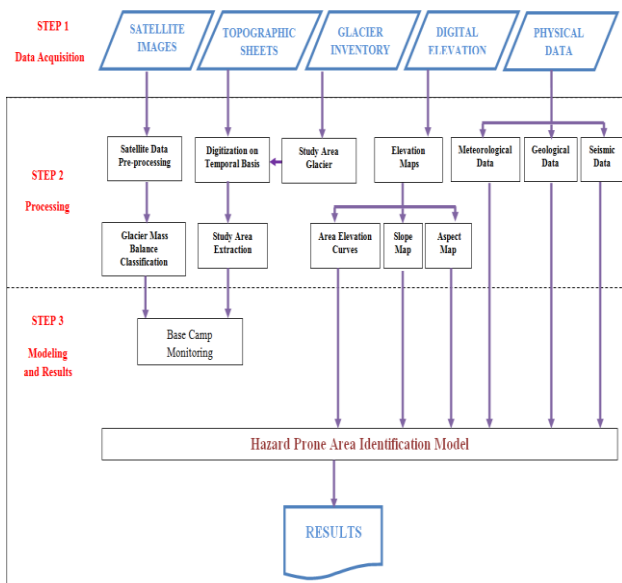 STEP 1
Data Acquisition
SATELLITE
IMAGES
TOPOGRAPHIC
SHEETS
GLACIER
INVENTORY
DIGITAL
ELEVATION
PHYSICAL
DATA
STEP 2
Processing
Satellite Data
Pre-processing
Digitization on
Temporal Basis
Study Area
Glacier
Elevation
Maps
Meteorological
Data
Geological
Data
Seismic
Data
Glacier Mass
Balance
Classification
Study Area
Extraction
Area Elevation
Curves
Slope
Map
Aspect
Map
STEP 3
Modeling
and Results
Base Camp
Monitoring
Hazard Prone Area Identification Model
RESULTS